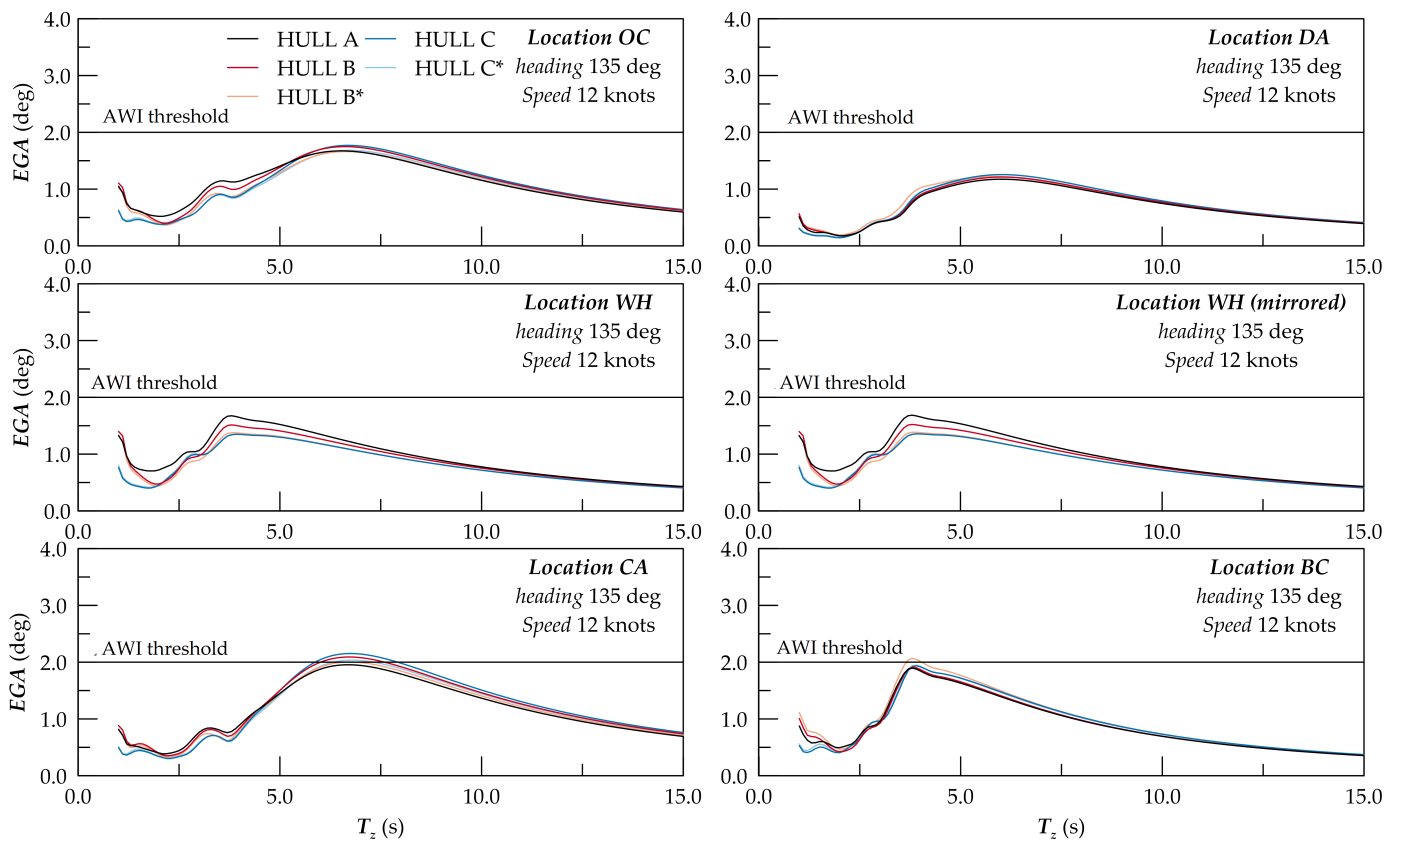 4.0
HULL A
HULL C
Location OC
HULL B
HULL C*
heading 135 deg
HULL B*
Speed 12 knots
3.0
AWI threshold
2.0
1.0
0.0
EGA (deg)
0.0 5.0 10.0 15.0
4.0
Location DA
heading 135 deg
Speed 12 knots
3.0
AWI threshold
2.0
1.0
0.0
0.0 5.0 10.0 15.0
4.0
Location WH
heading 135 deg
Speed 12 knots
3.0
AWI threshold
2.0
1.0
0.0
EGA (deg)
0.0 5.0 10.0 15.0
4.0
Location WH (mirrored)
heading 135 deg
Speed 12 knots
3.0
AWI threshold
2.0
1.0
0.0
0.0 5.0 10.0 15.0
4.0
Location CA
heading 135 deg
Speed 12 knots
3.0
AWI threshold
2.0
1.0
0.0
EGA (deg)
0.0 5.0 10.0 15.0
Tz (s)
4.0
Location BC
heading 135 deg
Speed 12 knots
3.0
AWI threshold
2.0
1.0
0.0
0.0 5.0 10.0 15.0
Tz (s)